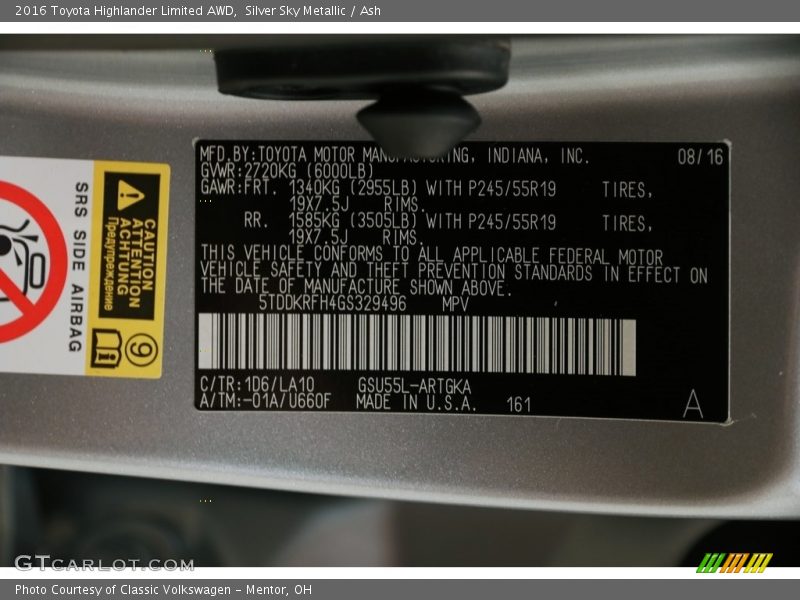 2016 Toyota Highlander Limited AWD, Silver Sky Metallic / Ash
MFD.BY:TOYOTA MOTOR MANUFACTURING, INDIANA, INC. 08/16
GVWR:2720KG (6000LB)
GAWR:FRT. 1340KG (2955LB) WITH P245/55R19 TIRES,
19X7.5J RIMS.
RR. 1585KG (3505LB) WITH P245/55R19 TIRES,
19X7.5J RIMS.
THIS VEHICLE CONFORMS TO ALL APPLICABLE FEDERAL MOTOR
VEHICLE SAFETY AND THEFT PREVENTION STANDARDS IN EFFECT ON
THE DATE OF MANUFACTURE SHOWN ABOVE.
5TDDKRFH4GS329496 MPV
C/TR:1D6/LA10 GSU55L-ARTGKA
A/TM:-01A/U660F MADE IN U.S.A. 161
A
SRS SIDE AIRBAG
CAUTION
ATTENTION
ACHTUNG
Предупреждение
9
GTCARLOT.COM
Photo Courtesy of Classic Volkswagen - Mentor, OH